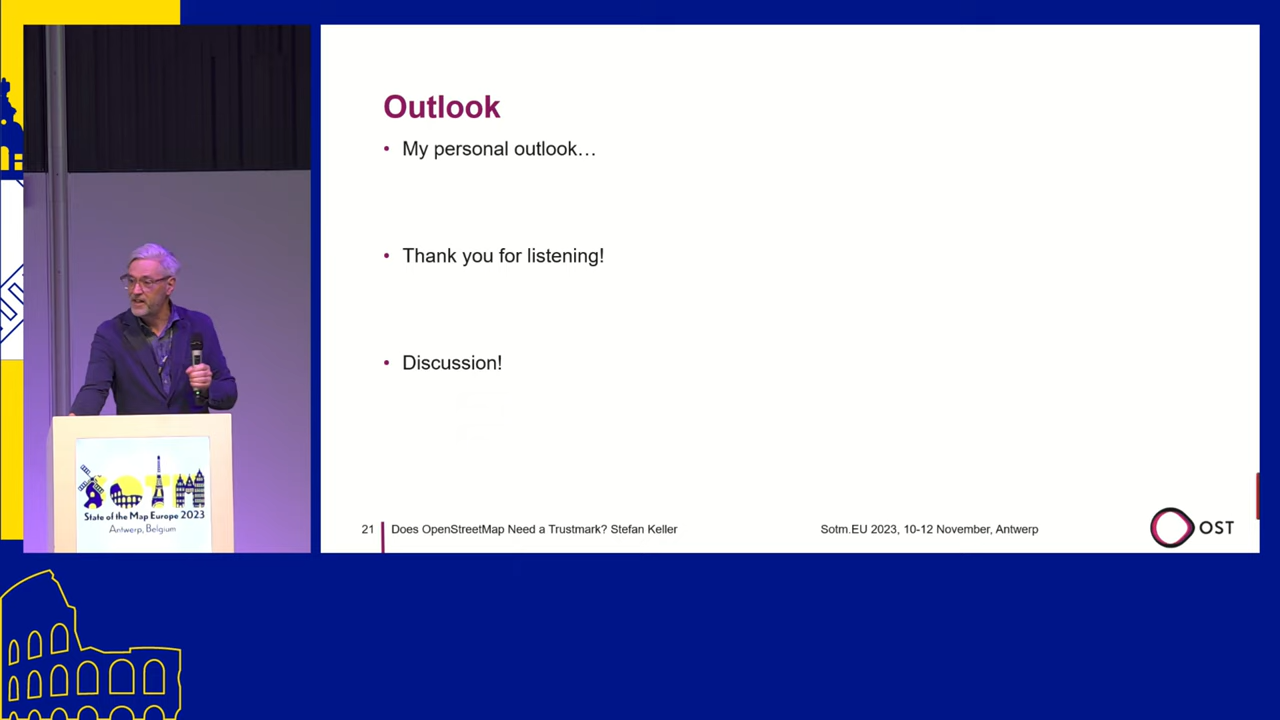 Outlook
• My personal outlook…
• Thank you for listening!
• Discussion!
21
Does OpenStreetMap Need a Trustmark? Stefan Keller
Sotm.EU 2023, 10-12 November, Antwerp
OST
SOTM
State of the Map Europe 2023
Antwerp, Belgium